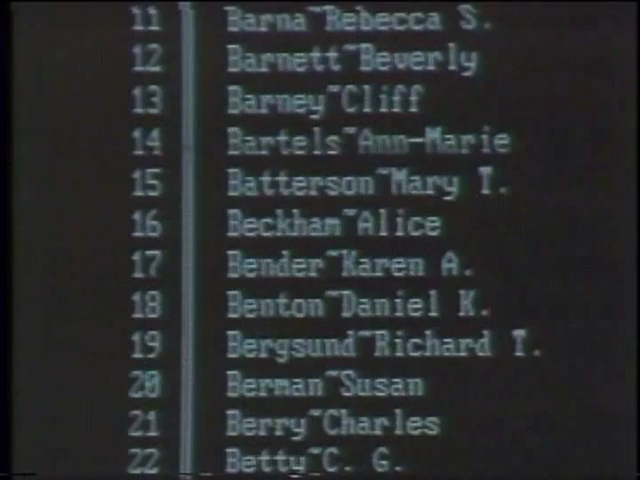 11 Barna~Rebecca S.
12 Barnett~Beverly
13 Barney~Cliff
14 Bartels~Ann-Marie
15 Batterson~Mary T.
16 Beckham~Alice
17 Bender~Karen A.
18 Benton~Daniel K.
19 Bergsund~Richard T.
20 Berman~Susan
21 Berry~Charles
22 Betty~C. G.